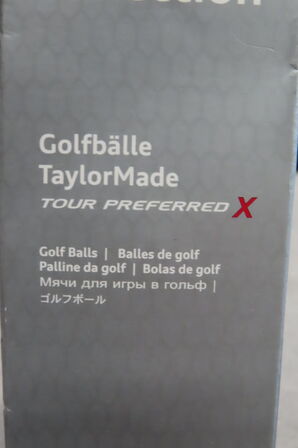 Golfbälle
TaylorMade
TOUR PREFERRED X
Golf Balls | Balles de golf
Palline da golf | Bolas de golf
Мячи для игры в гольф |
ゴルフボール